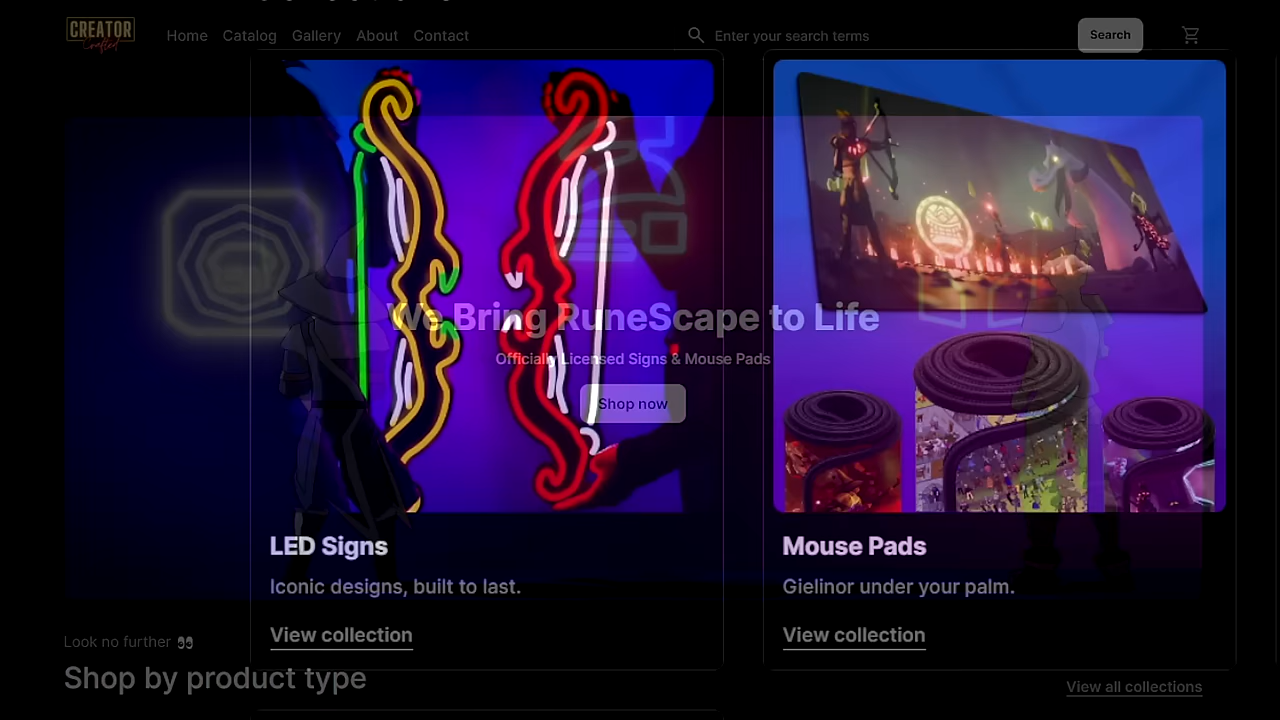 CREATOR
Crafted
Home Catalog Gallery About Contact
Enter your search terms
Search
We Bring RuneScape to Life
Officially Licensed Signs & Mouse Pads
Shop now
LED Signs
Iconic designs, built to last.
View collection
Mouse Pads
Gielinor under your palm.
View collection
Look no further 👀
Shop by product type
View all collections